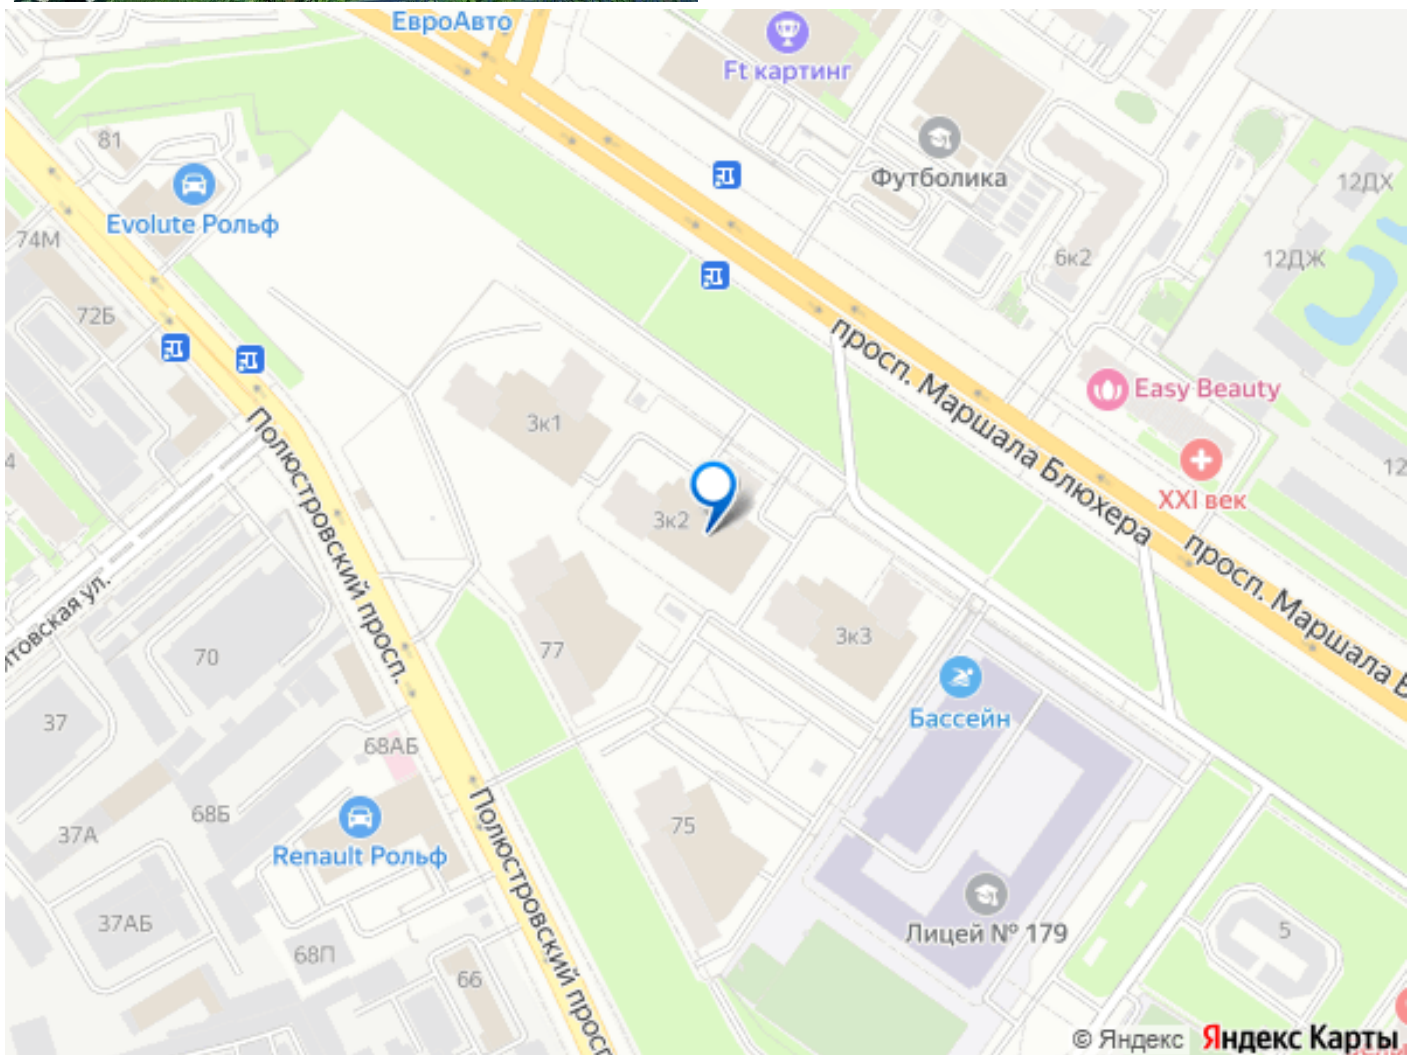 ЕвроАвто
Ft картинг
81
Футболика
12ДХ
Evolute Рольф
74М
6к2
12ДЖ
72Б
просп. Маршала Блюхера
Easy Beauty
3к1
4
12
XXI век
Полюстровский просп.
3к2
просп. Маршала Б
товская ул.
3к3
77
70
Бассейн
37
68АБ
Полюстровский просп
68Б
75
37А
Renault Рольф
37АБ
Лицей № 179
5
68П
66
© Яндекс Яндекс Карты